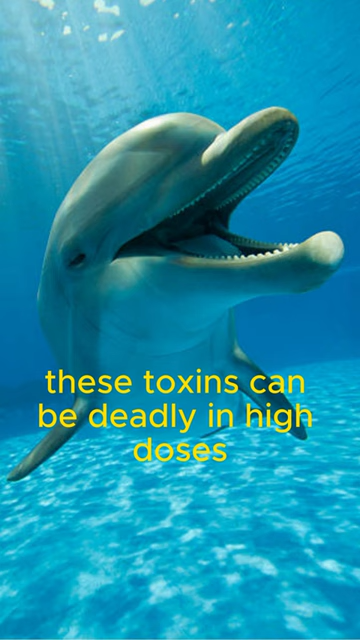 these toxins can
be deadly in high
doses